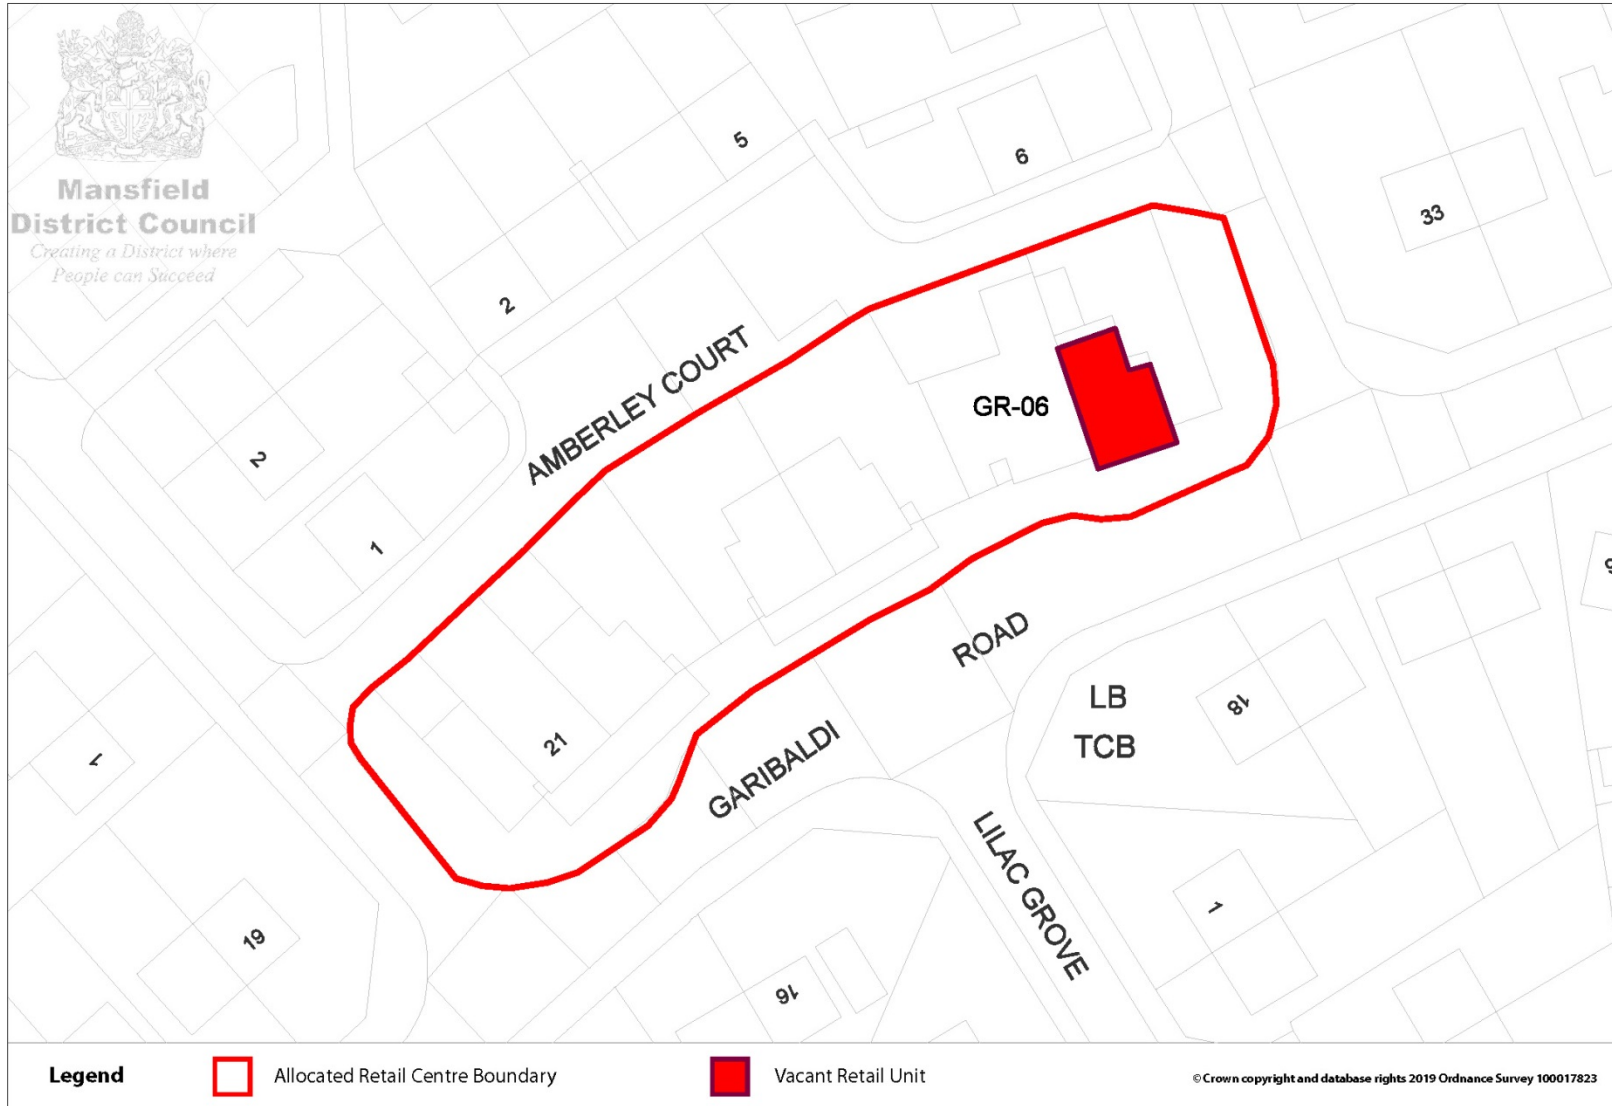 Mansfield
District Council
Creating a District where
People can Succeed
5
6
33
2
AMBERLEY COURT
GR-06
2
1
1
21
ROAD
GARIBALDI
LB
TCB
18
LILAC GROVE
1
19
16
Legend
Allocated Retail Centre Boundary
Vacant Retail Unit
© Crown copyright and database rights 2019 Ordnance Survey 100017823